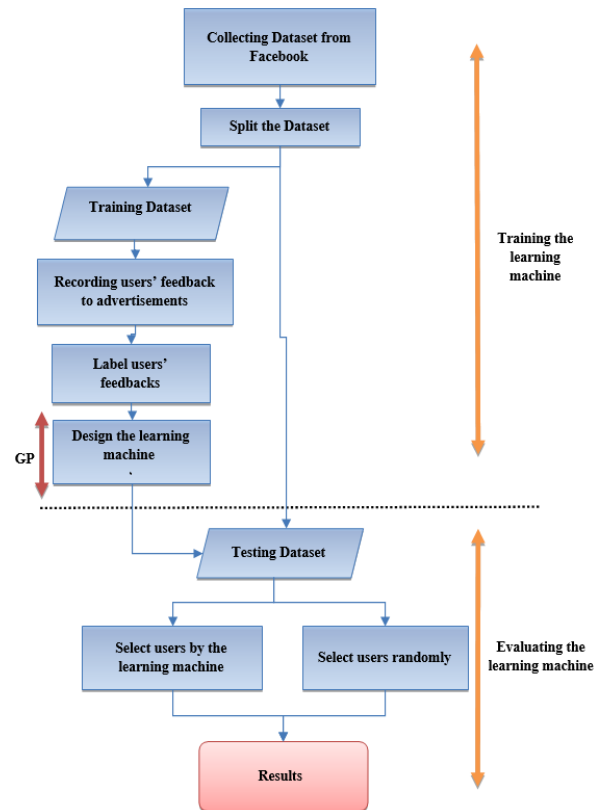 Collecting Dataset from
Facebook
Split the Dataset
Training Dataset
Training the
learning
machine
Recording users' feedback
to advertisements
Label users'
feedbacks
Design the learning
machine
GP
Testing Dataset
Select users by the
learning machine
Select users randomly
Evaluating the
learning machine
Results